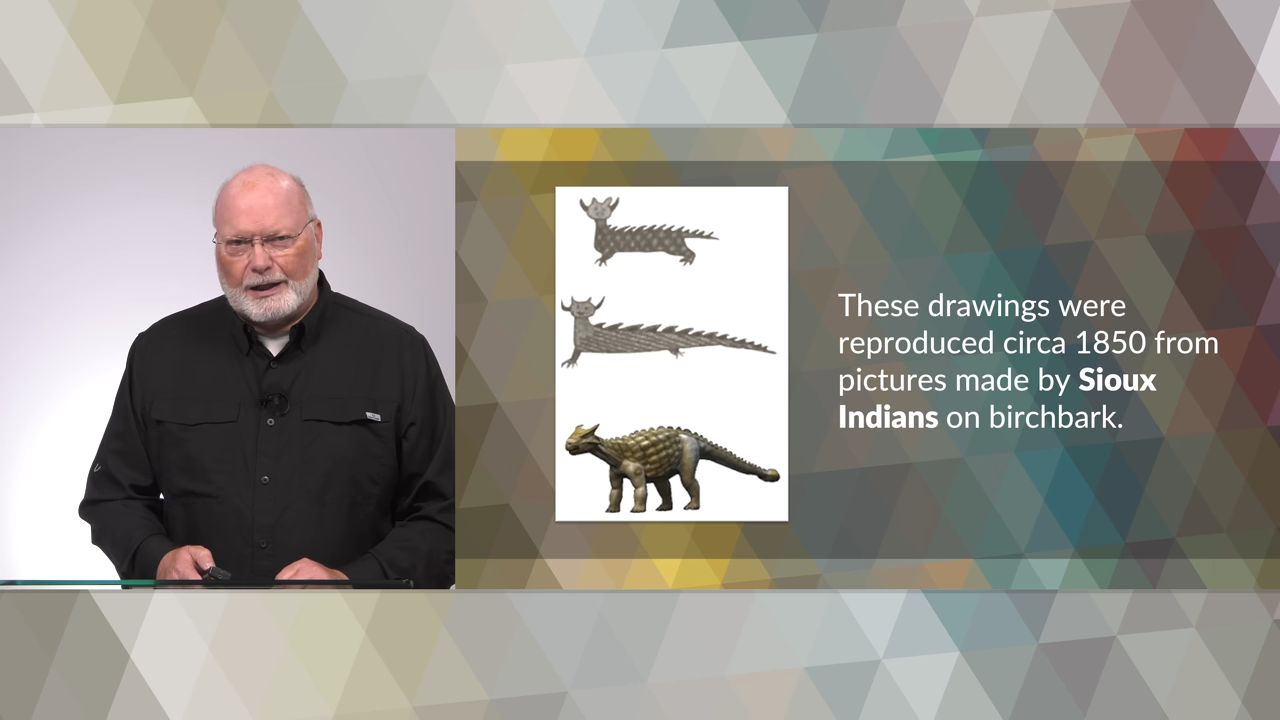 These drawings were
reproduced circa 1850 from
pictures made by Sioux
Indians on birchbark.